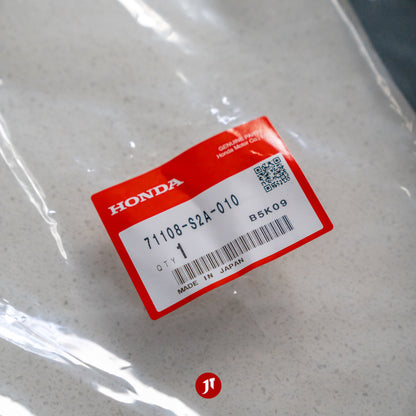 GENUINE PARTS
Honda Motor Co.
HONDA
71108-S2A-010
B5K09
QTY 1
MADE IN JAPAN